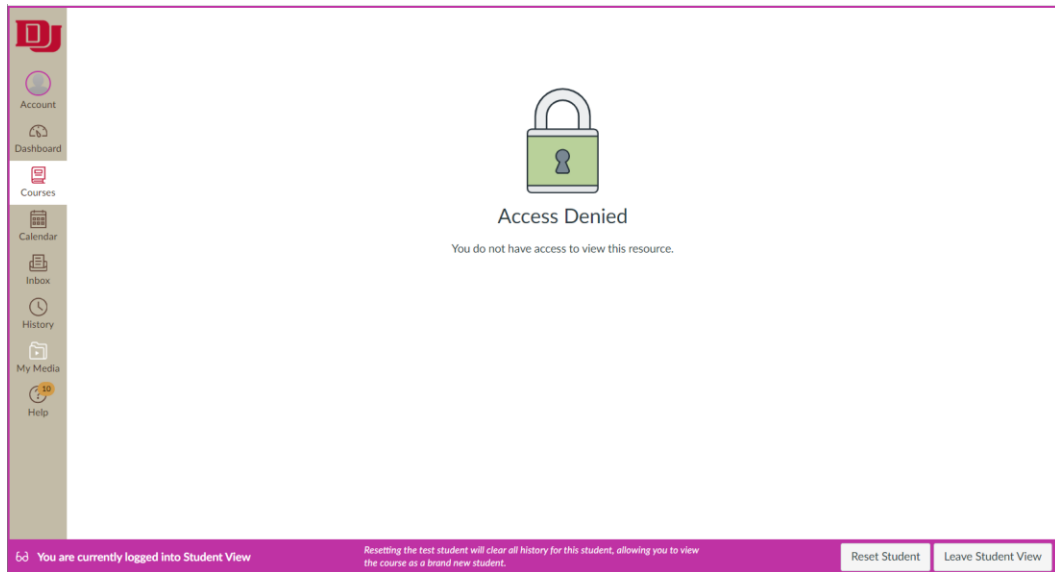 DU
Account
Dashboard
Courses
Calendar
Inbox
History
My Media
10
Help
Access Denied
You do not have access to view this resource.
You are currently logged into Student View
Resetting the test student will clear all history for this student, allowing you to view
the course as a brand new student.
Reset Student
Leave Student View